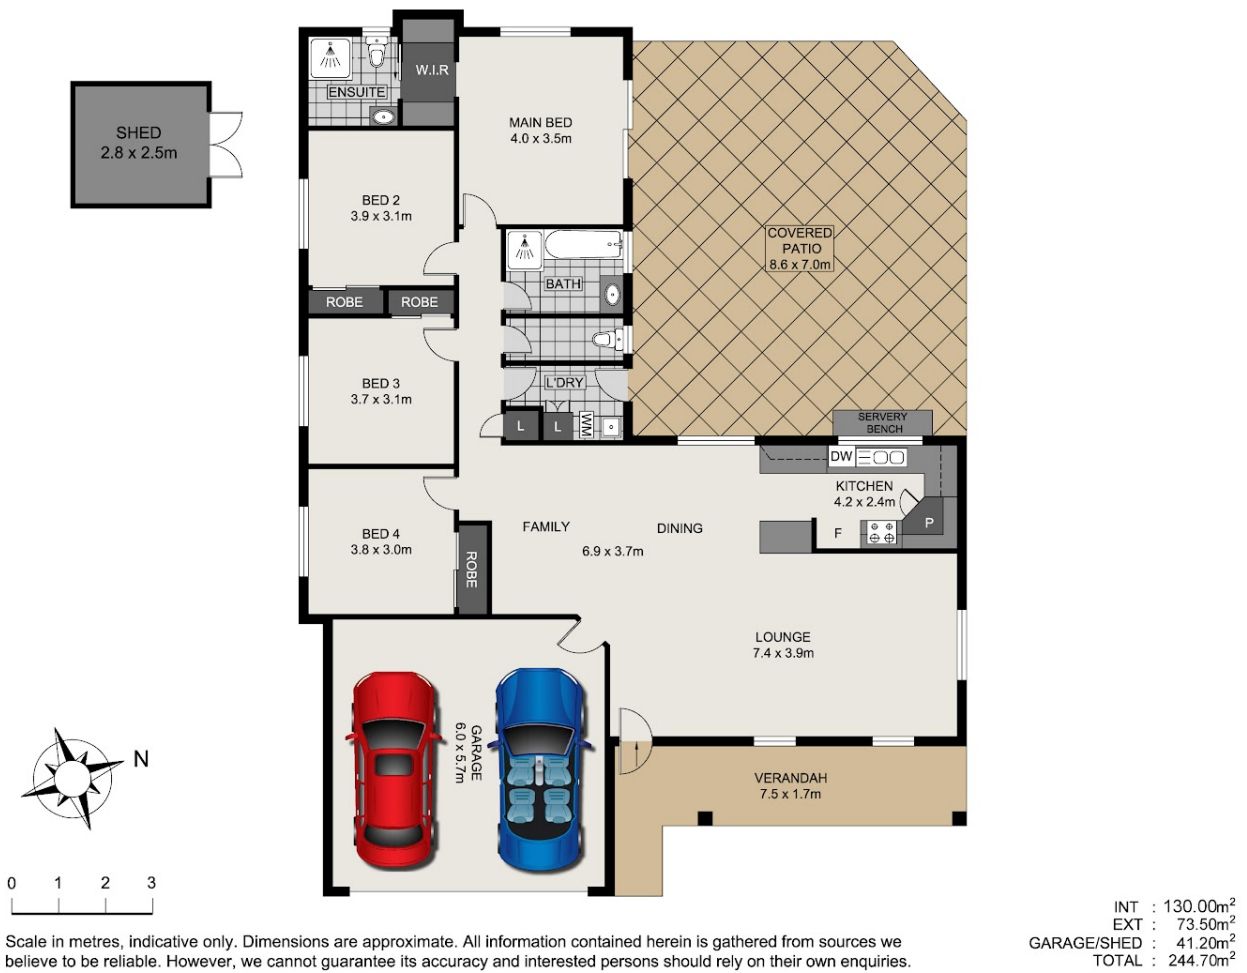 W.I.R
ENSUITE
MAIN BED
4.0 x 3.5m
SHED
2.8 x 2.5m
BED 2
3.9 x 3.1m
COVERED
PATIO
8.6 x 7.0m
BATH
ROBE
ROBE
BED 3
3.7 x 3.1m
L'DRY
L
L
WM
SERVERY
BENCH
DW
KITCHEN
4.2 x 2.4m
P
F
FAMILY
DINING
6.9 x 3.7m
BED 4
3.8 x 3.0m
ROBE
LOUNGE
7.4 x 3.9m
GARAGE
6.0 x 5.7m
VERANDAH
7.5 x 1.7m
N
0 1 2 3
Scale in metres, indicative only. Dimensions are approximate. All information contained herein is gathered from sources we
believe to be reliable. However, we cannot guarantee its accuracy and interested persons should rely on their own enquiries.
INT : 130.00m²
EXT : 73.50m²
GARAGE/SHED : 41.20m²
TOTAL : 244.70m²